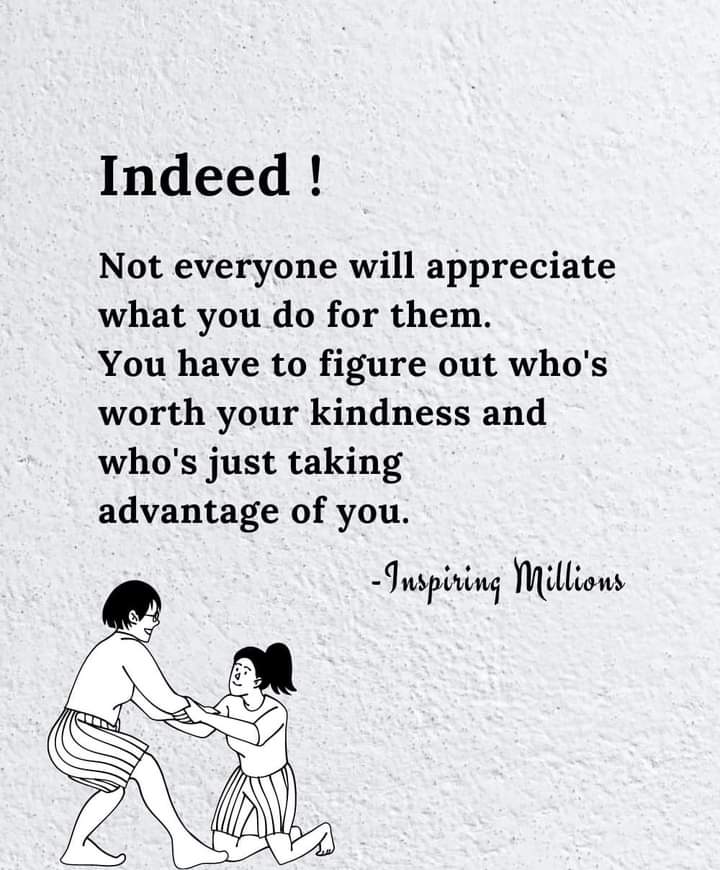 Indeed !
Not everyone will appreciate
what you do for them.
You have to figure out who's
worth your kindness and
who's just taking
advantage of you.
-Inspiring Millions